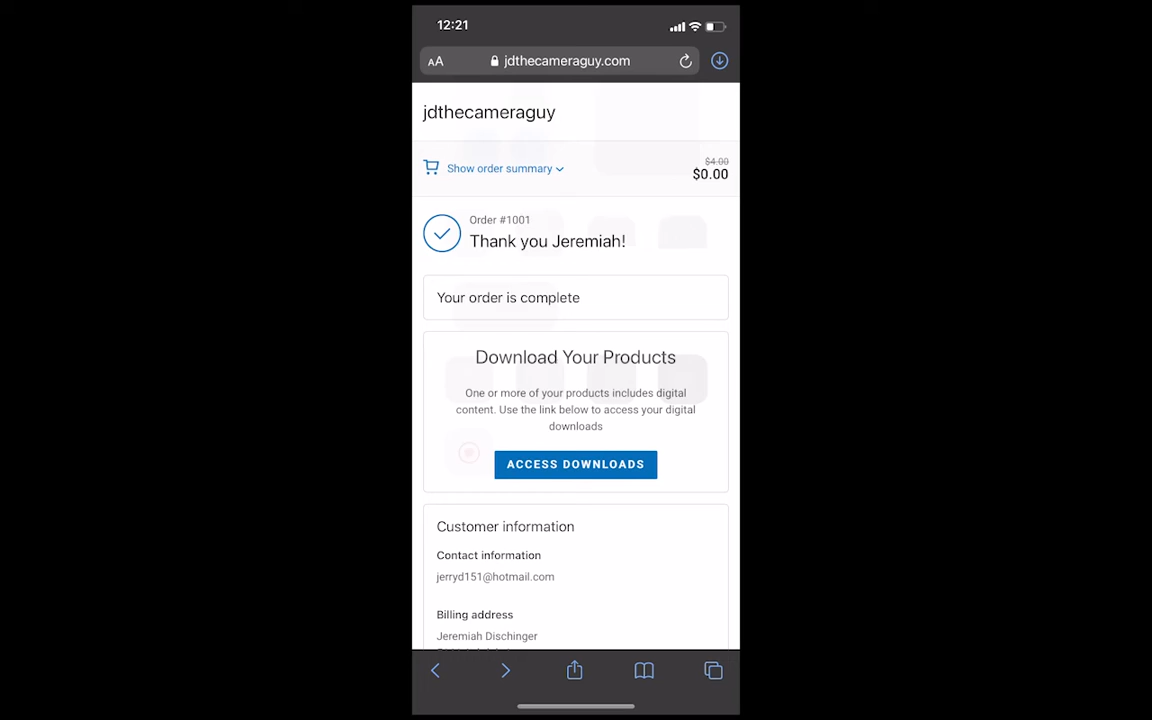 12:21
AA jdthecameraguy.com
jdthecameraguy
Show order summary
$4.00
$0.00
Order #1001
Thank you Jeremiah!
Your order is complete
Download Your Products
One or more of your products includes digital
content. Use the link below to access your digital
downloads
ACCESS DOWNLOADS
Customer information
Contact information
jerryd151@hotmail.com
Billing address
Jeremiah Dischinger